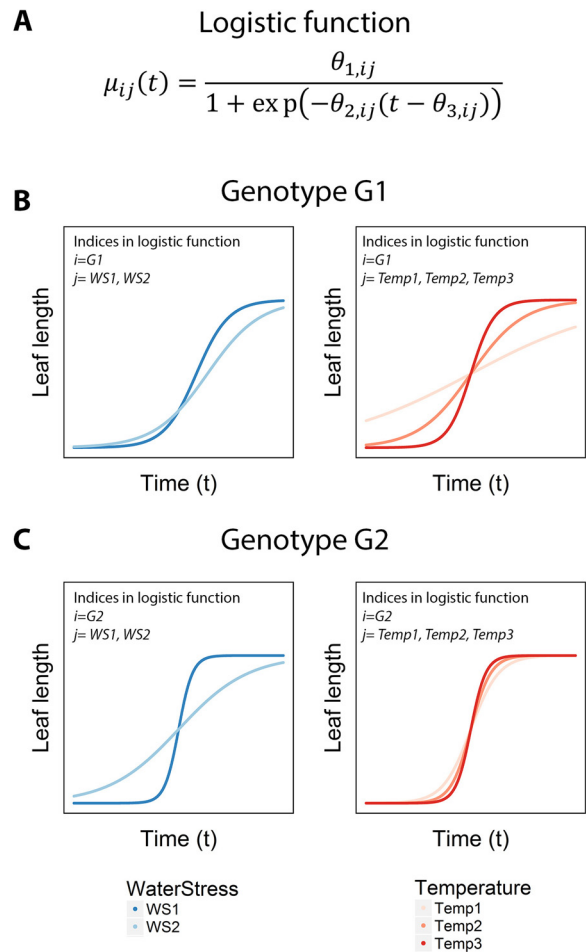 A
Logistic function
μij(t) = θ1,ij / 1 + exp(−θ2,ij(t − θ3,ij))
Genotype G1
B
Indices in logistic function
i=G1
j= WS1, WS2
Leaf length
Time (t)
Indices in logistic function
i=G1
j= Temp1, Temp2, Temp3
Leaf length
Time (t)
C
Genotype G2
Indices in logistic function
i=G2
j= WS1, WS2
Leaf length
Time (t)
Indices in logistic function
i=G2
j= Temp1, Temp2, Temp3
Leaf length
Time (t)
WaterStress
WS1
WS2
Temperature
Temp1
Temp2
Temp3